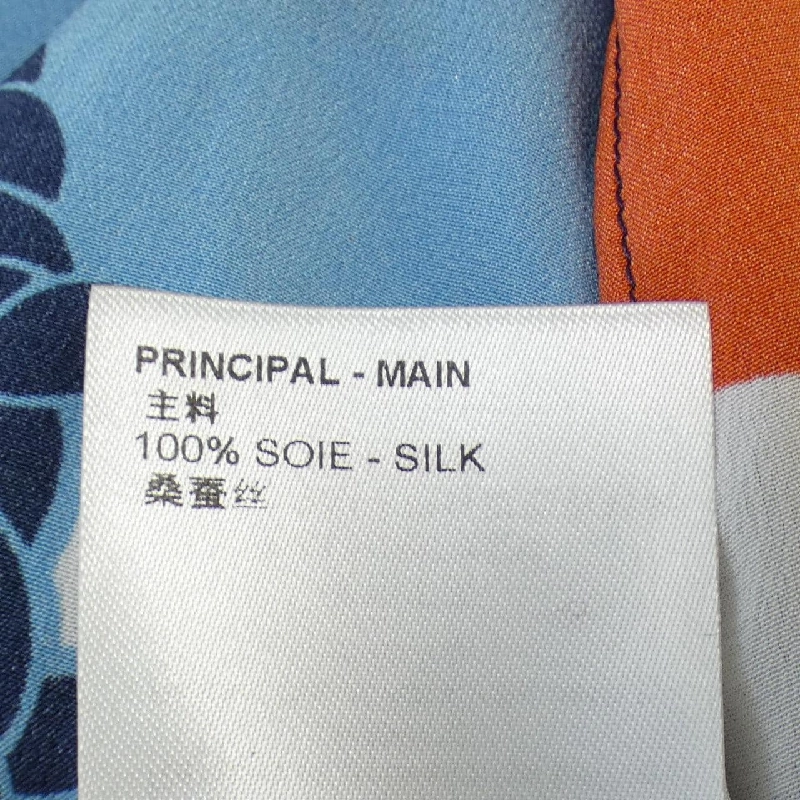 PRINCIPAL - MAIN
主料
100% SOIE - SILK
桑蚕丝